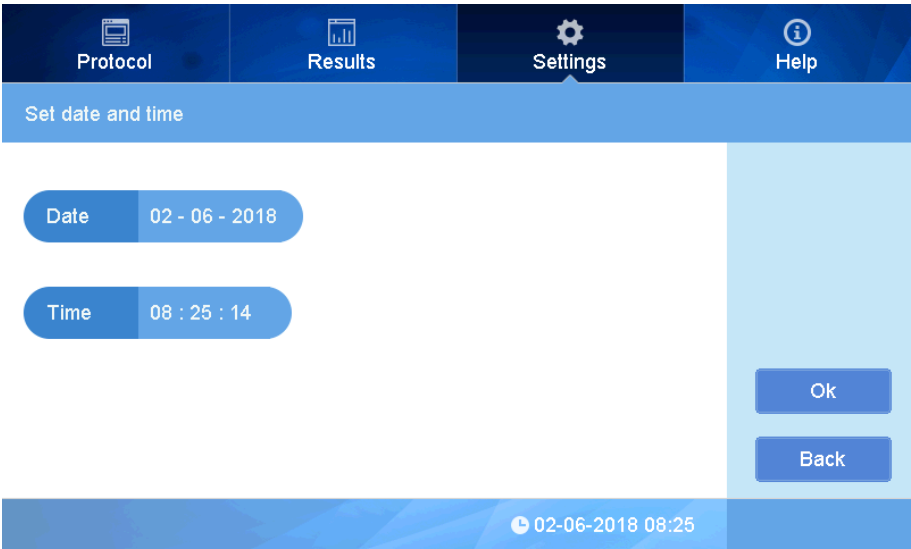 Protocol
Results
Settings
Help
Set date and time
Date 02 - 06 - 2018
Time 08 : 25 : 14
Ok
Back
02-06-2018 08:25